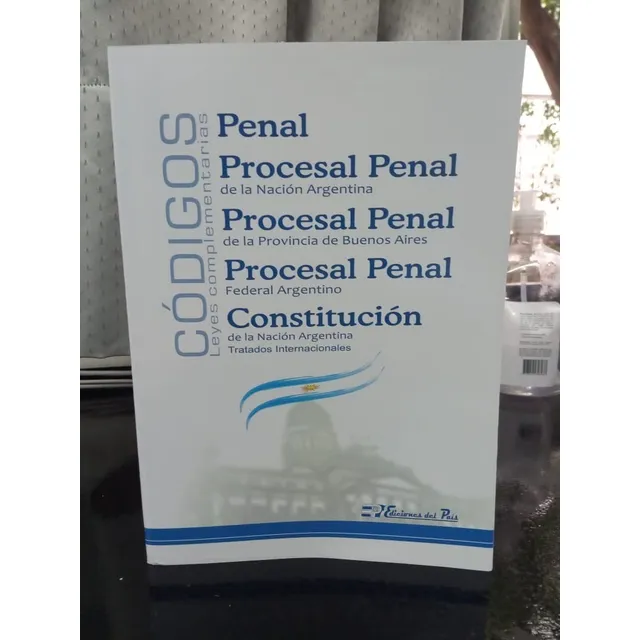 CÓDIGOS
Leyes complementarias
Penal
Procesal Penal
de la Nación Argentina
Procesal Penal
de la Provincia de Buenos Aires
Procesal Penal
Federal Argentino
Constitución
de la Nación Argentina
Tratados Internacionales
Ediciones del País